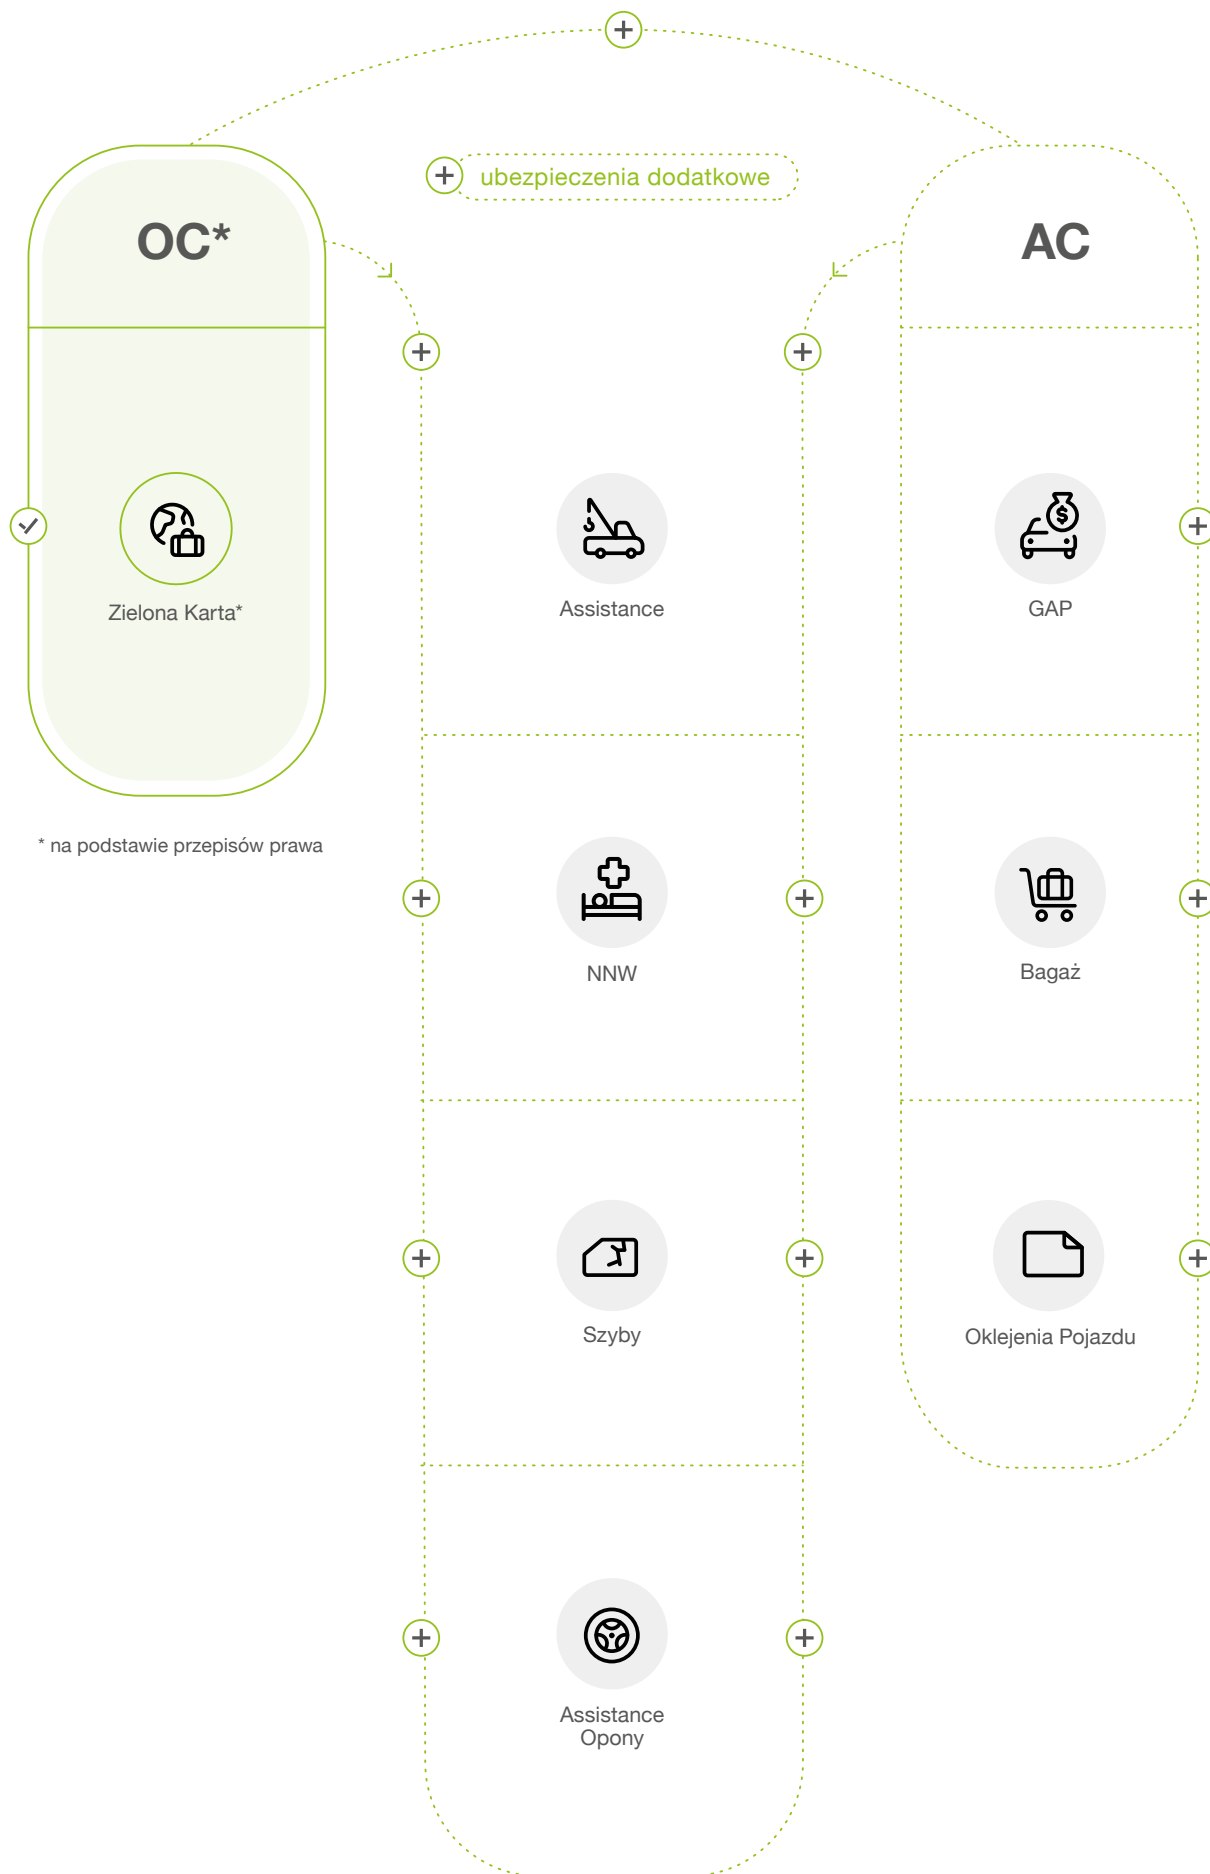 ubezpieczenia dodatkowe
OC*
AC
Zielona Karta*
Assistance
GAP
* na podstawie przepisów prawa
NNW
Bagaż
Szyby
Oklejenia Pojazdu
Assistance
Opony